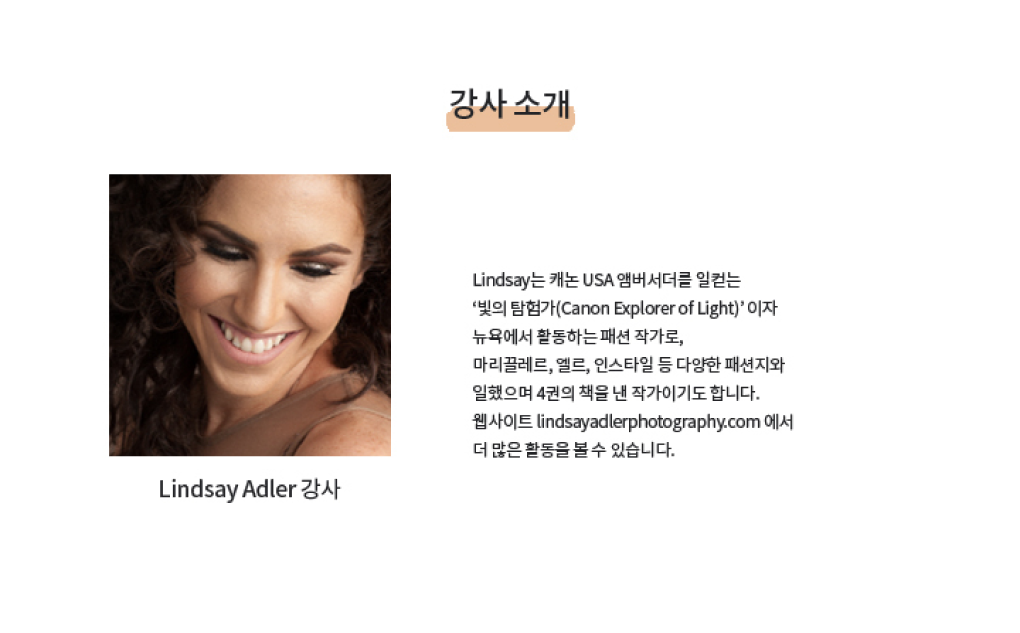 강사 소개
Lindsay는 캐논 USA 앰버서더를 일컫는
‘빛의 탐험가(Canon Explorer of Light)’ 이자
뉴욕에서 활동하는 패션 작가로,
마리끌레르, 엘르, 인스타일 등 다양한 패션지와
일했으며 4권의 책을 낸 작가이기도 합니다.
웹사이트 lindsayadlerphotography.com 에서
더 많은 활동을 볼 수 있습니다.
Lindsay Adler 강사